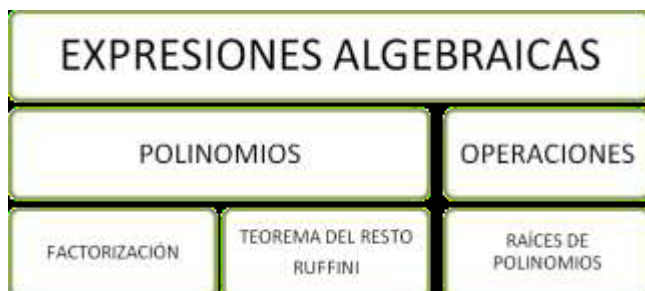 EXPRESIONES ALGEBRAICAS
POLINOMIOS
OPERACIONES
FACTORIZACIÓN
TEOREMA DEL RESTO
RUFFINI
RAÍCES DE
POLINOMIOS